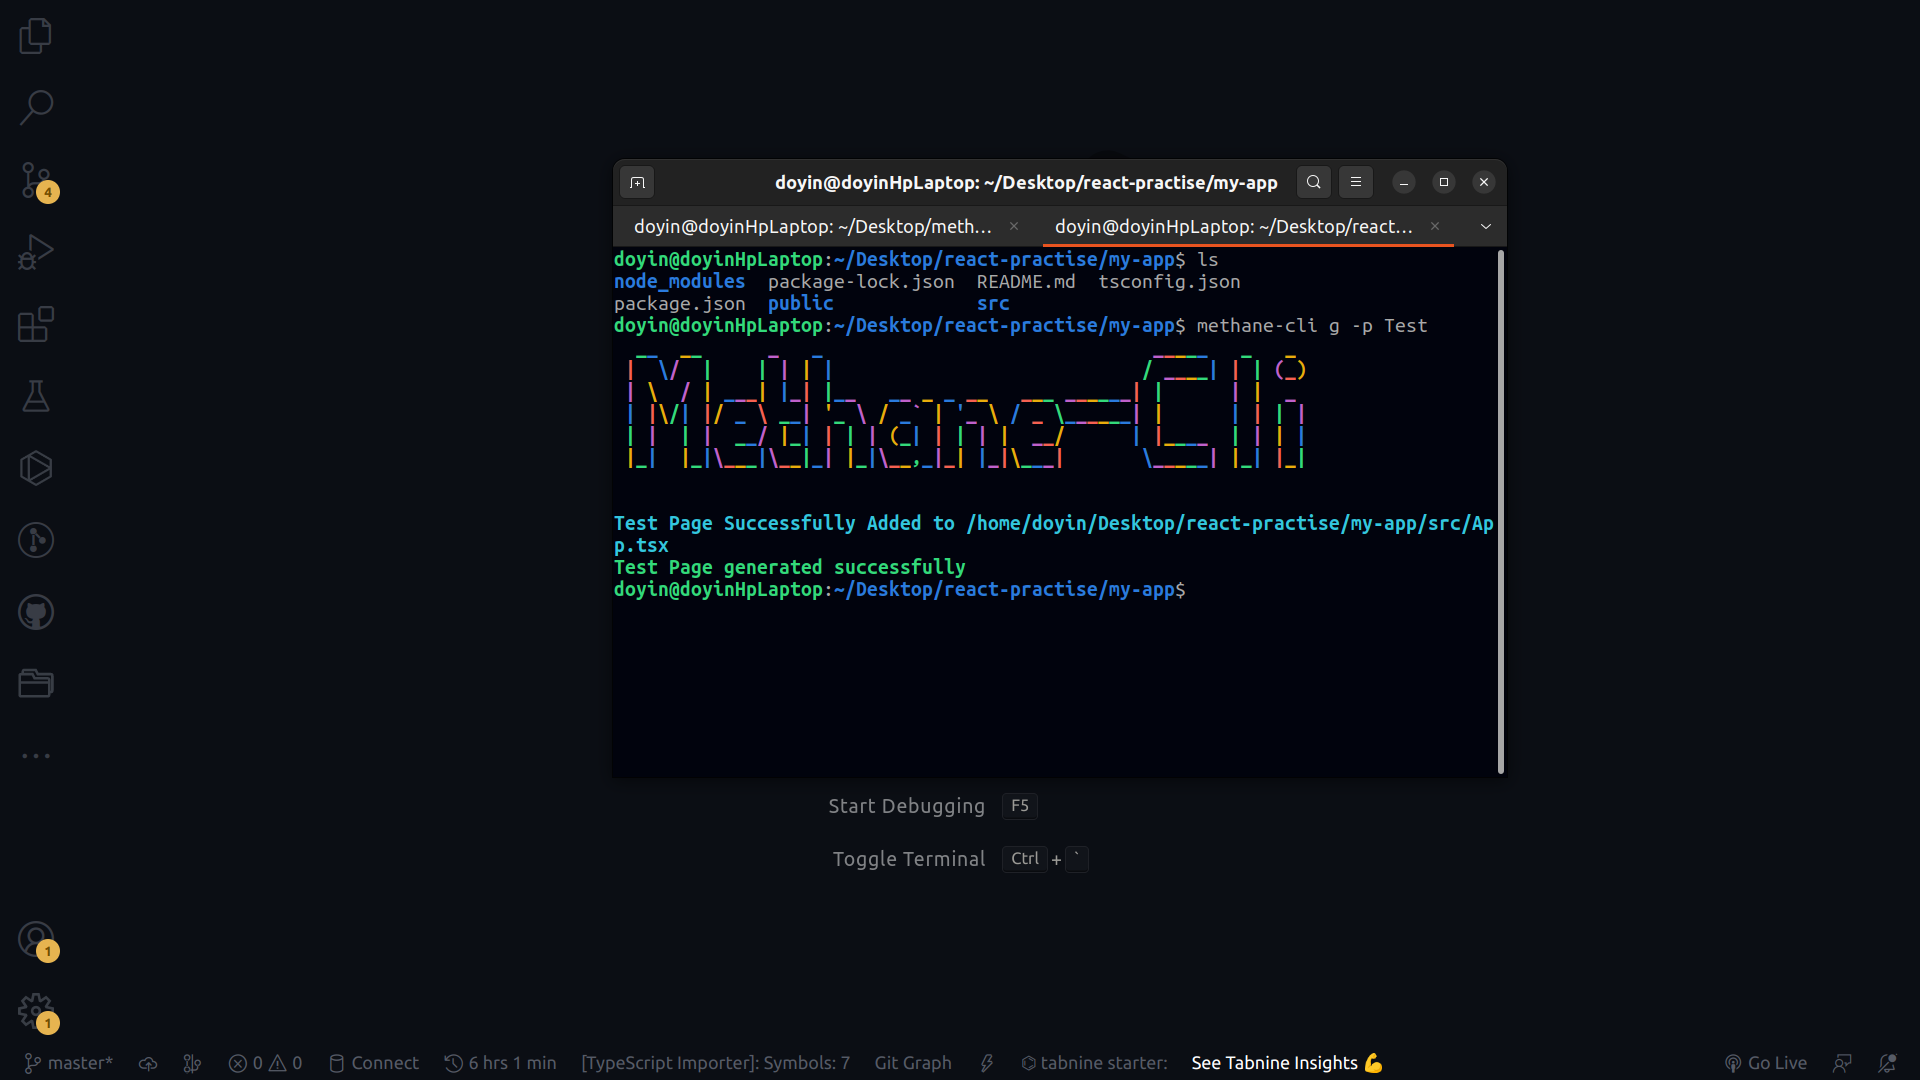 doyin@doyinHpLaptop: ~/Desktop/react-practise/my-app
doyin@doyinHpLaptop: ~/Desktop/meth…
doyin@doyinHpLaptop: ~/Desktop/react…
doyin@doyinHpLaptop:~/Desktop/react-practise/my-app$ ls
node_modules  package-lock.json  README.md  tsconfig.json
package.json  public             src
doyin@doyinHpLaptop:~/Desktop/react-practise/my-app$ methane-cli g -p Test
Methane-Cli
Test Page Successfully Added to /home/doyin/Desktop/react-practise/my-app/src/Ap
p.tsx
Test Page generated successfully
doyin@doyinHpLaptop:~/Desktop/react-practise/my-app$
Start Debugging F5
Toggle Terminal Ctrl + `
4
1
1
master* 0 0 Connect 6 hrs 1 min [TypeScript Importer]: Symbols: 7 Git Graph tabnine starter: See Tabnine Insights 💪 Go Live